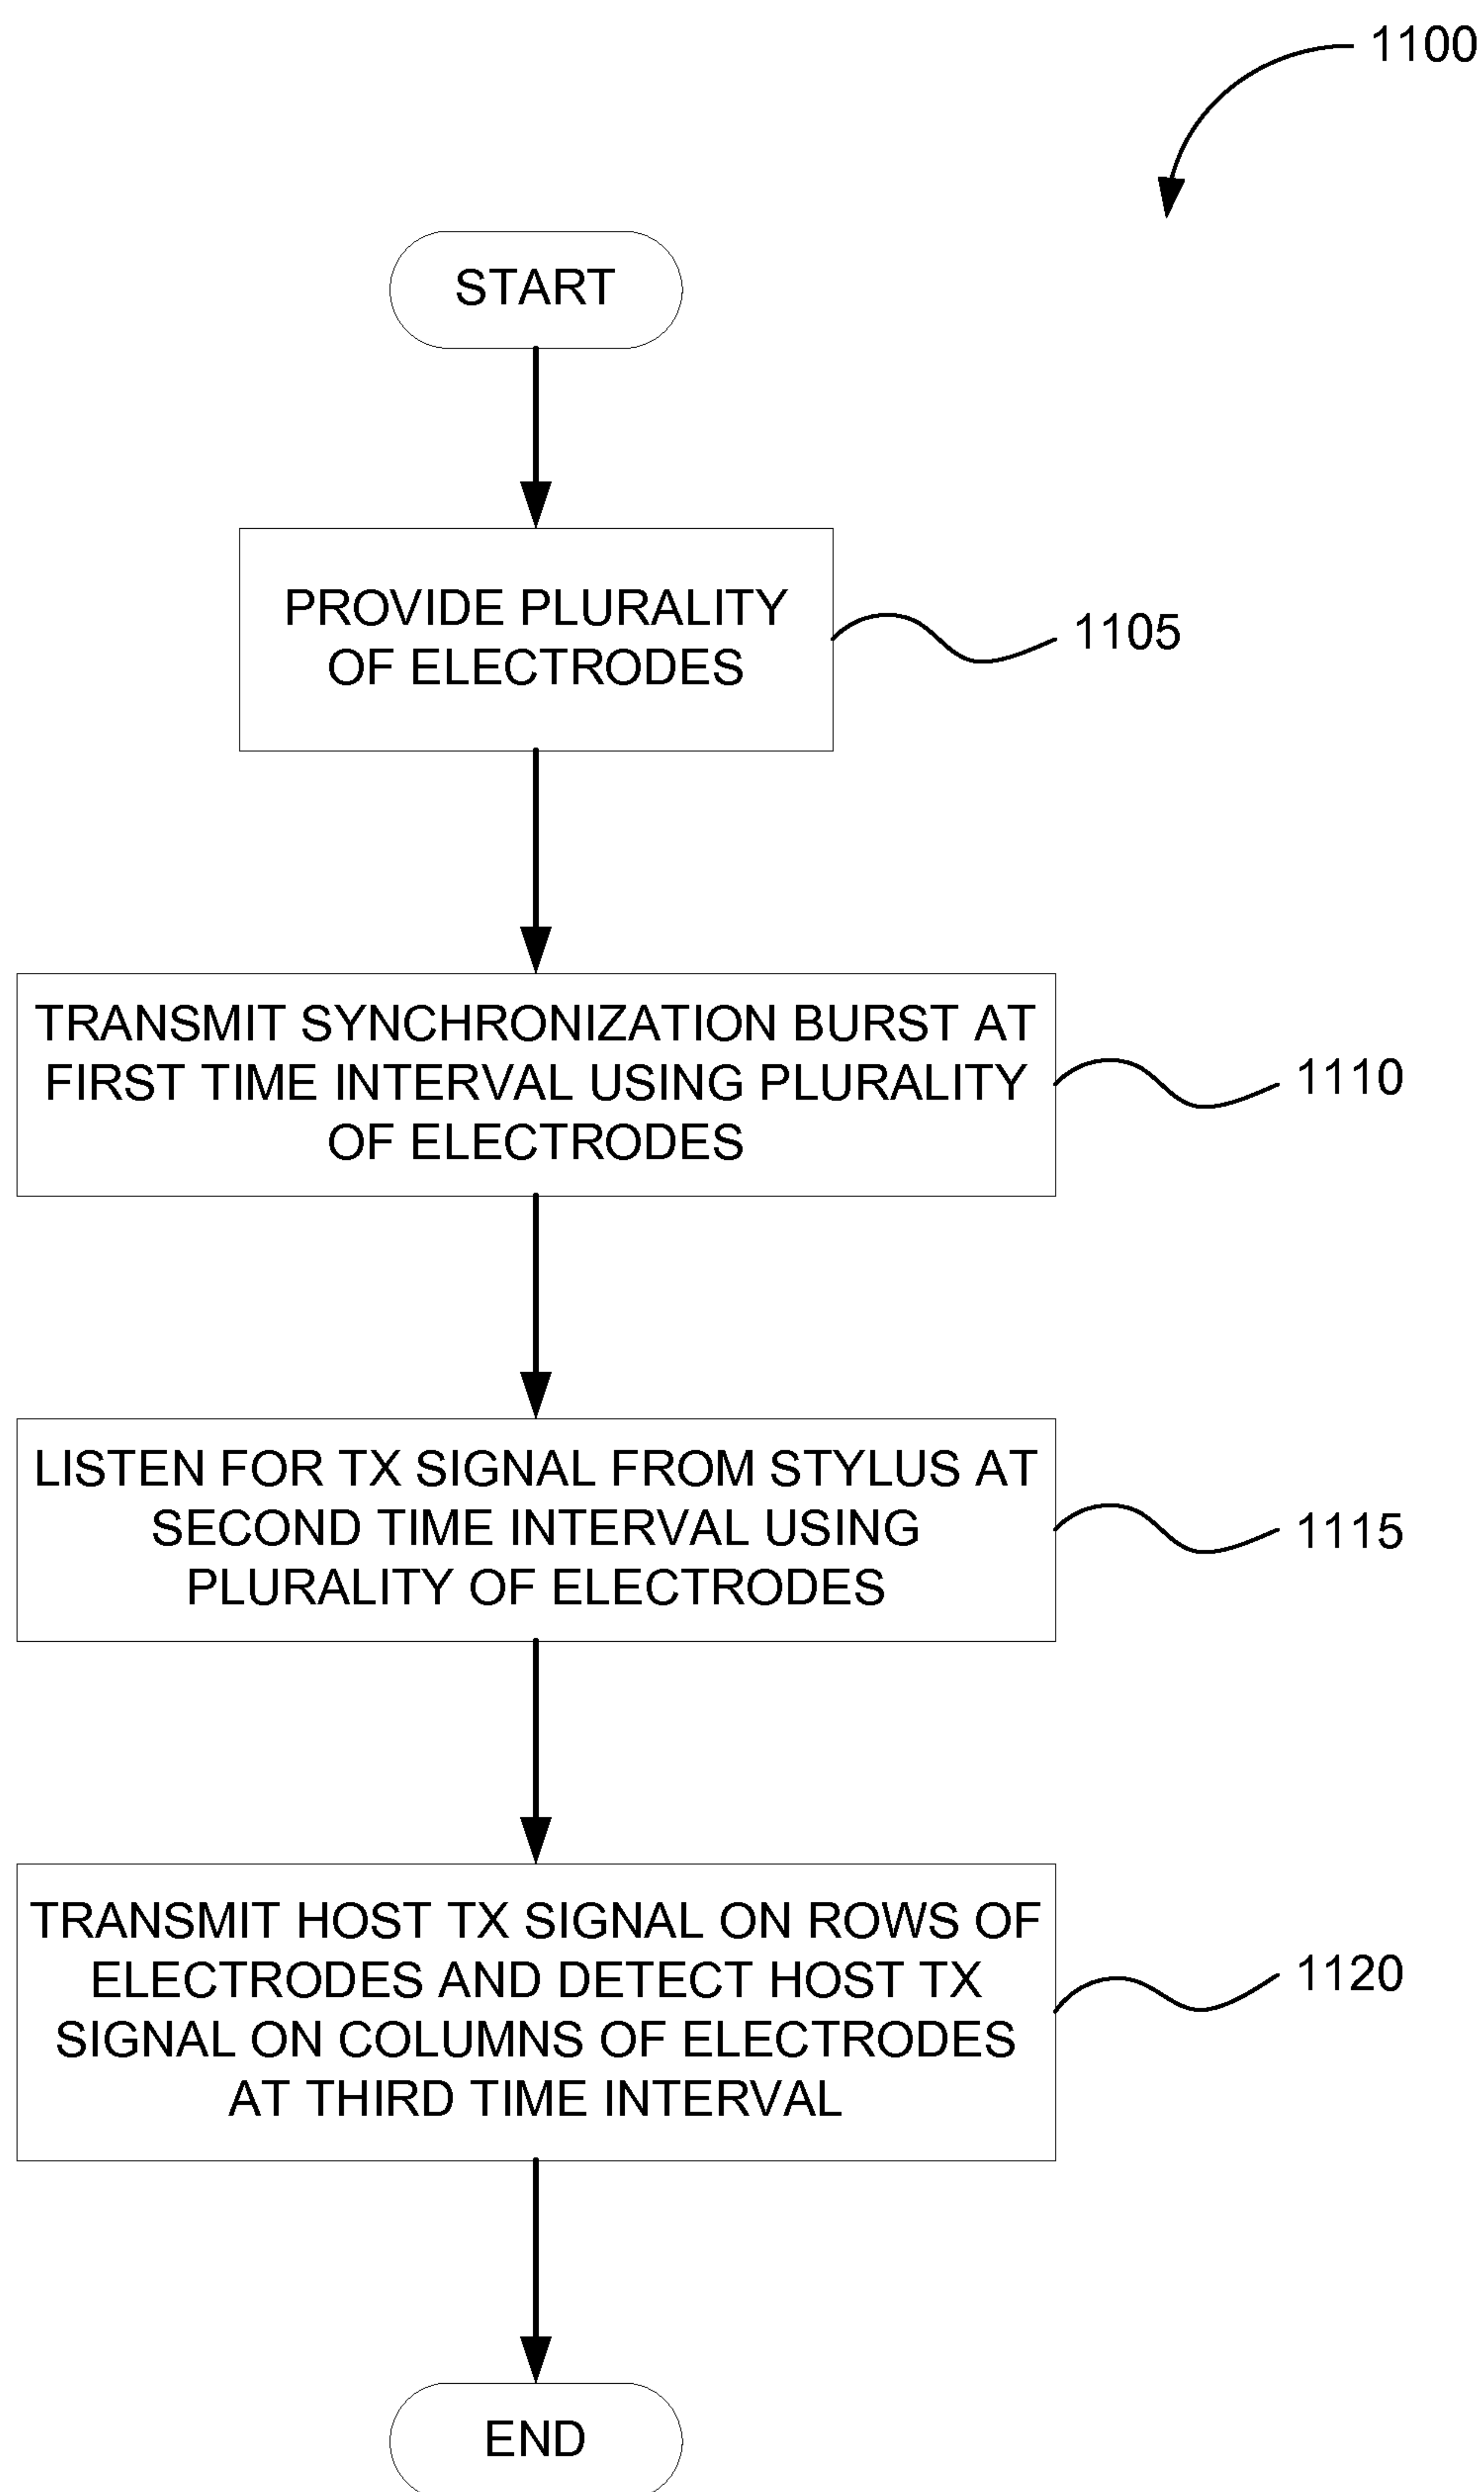 1100
START
PROVIDE PLURALITY
OF ELECTRODES
1105
TRANSMIT SYNCHRONIZATION BURST AT
FIRST TIME INTERVAL USING PLURALITY
OF ELECTRODES
1110
LISTEN FOR TX SIGNAL FROM STYLUS AT
SECOND TIME INTERVAL USING
PLURALITY OF ELECTRODES
1115
TRANSMIT HOST TX SIGNAL ON ROWS OF
ELECTRODES AND DETECT HOST TX
SIGNAL ON COLUMNS OF ELECTRODES
AT THIRD TIME INTERVAL
1120
END